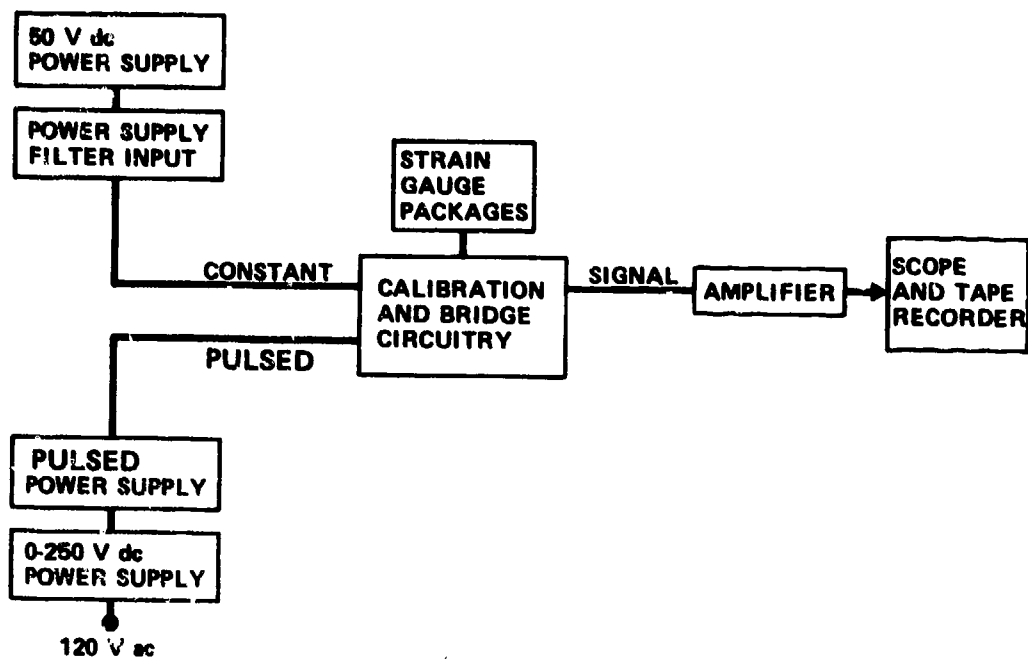 50 V dc
POWER SUPPLY
POWER SUPPLY
FILTER INPUT
STRAIN
GAUGE
PACKAGES
CONSTANT
CALIBRATION
AND BRIDGE
CIRCUITRY
SIGNAL
AMPLIFIER
SCOPE
AND TAPE
RECORDER
PULSED
PULSED
POWER SUPPLY
0-250 V dc
POWER SUPPLY
120 V ac